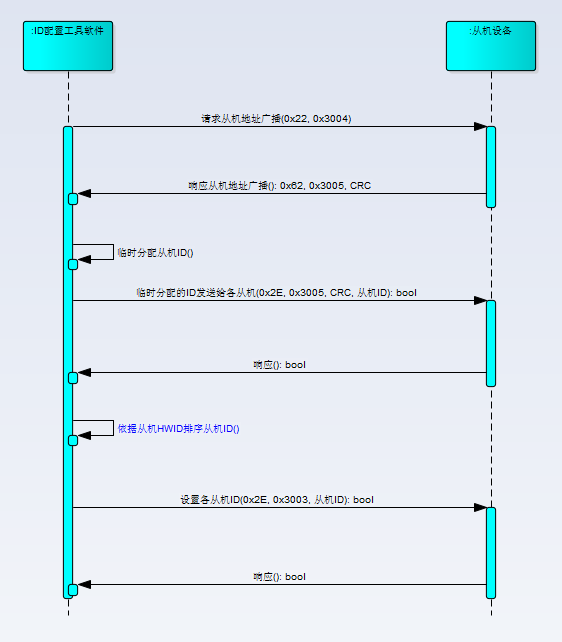 :ID配置工具软件
:从机设备
请求从机地址广播(0x22, 0x3004)
响应从机地址广播(): 0x62, 0x3005, CRC
临时分配从机ID()
临时分配的ID发送给各从机(0x2E, 0x3005, CRC, 从机ID): bool
响应(): bool
依据从机HWID排序从机ID()
设置各从机ID(0x2E, 0x3003, 从机ID): bool
响应(): bool